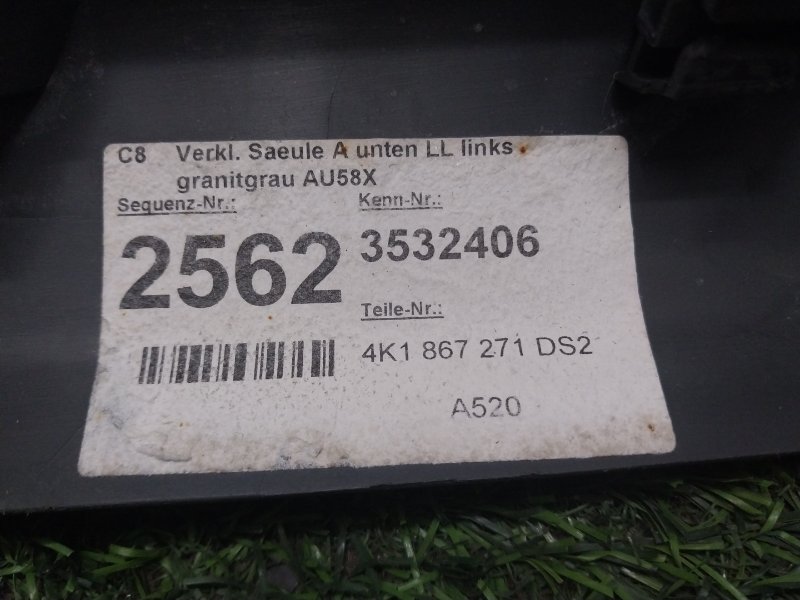 C8 Verkl. Saeule A unten LL links
granitgrau AU58X
Sequenz-Nr.: Kenn-Nr.:
2562 3532406
Teile-Nr.:
4K1 867 271 DS2
A520